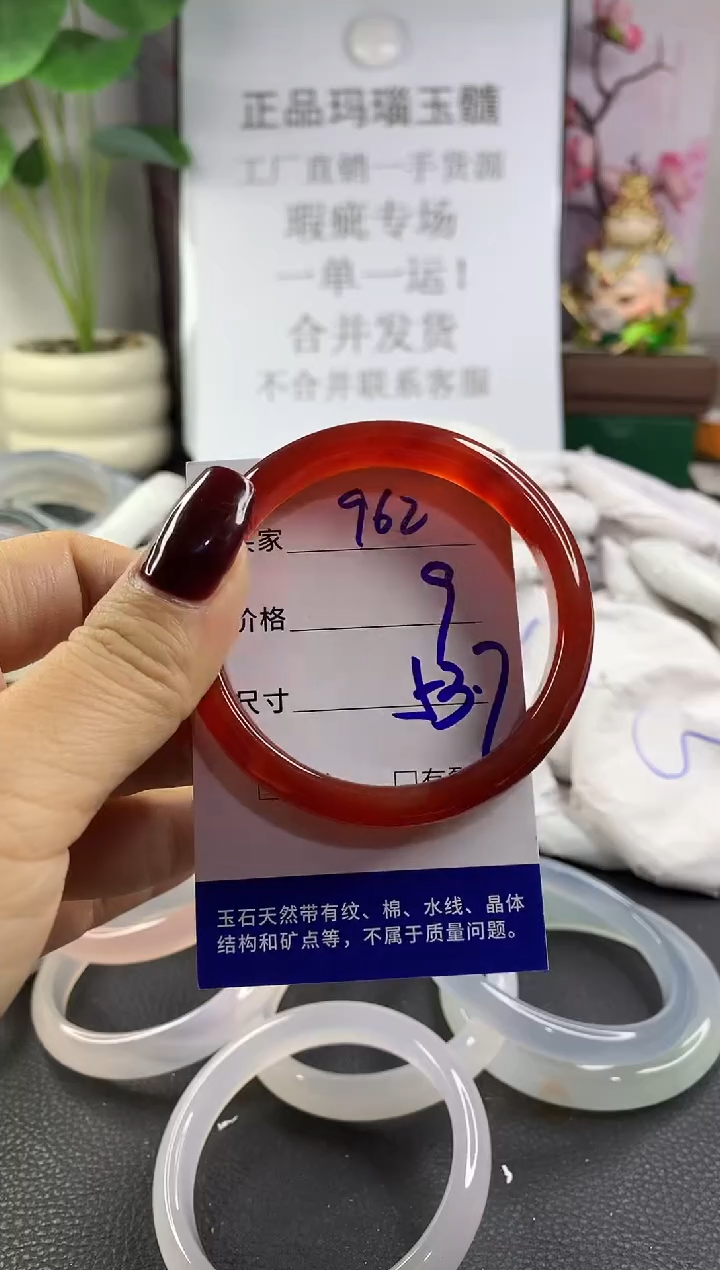 正品玛瑙玉髓
工厂直销一手货源
瑕疵专场
一单一运！
合并发货
不合并联系客服
家 962
价格 9
尺寸 53.7
有
玉石天然带有纹、棉、水线、晶体
结构和矿点等，不属于质量问题。